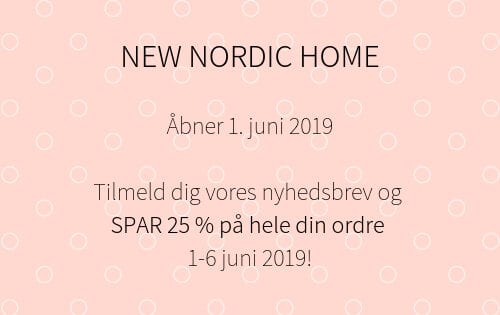 NEW NORDIC HOME
Åbner 1. juni 2019
Tilmeld dig vores nyhedsbrev og
SPAR 25 % på hele din ordre
1-6 juni 2019!